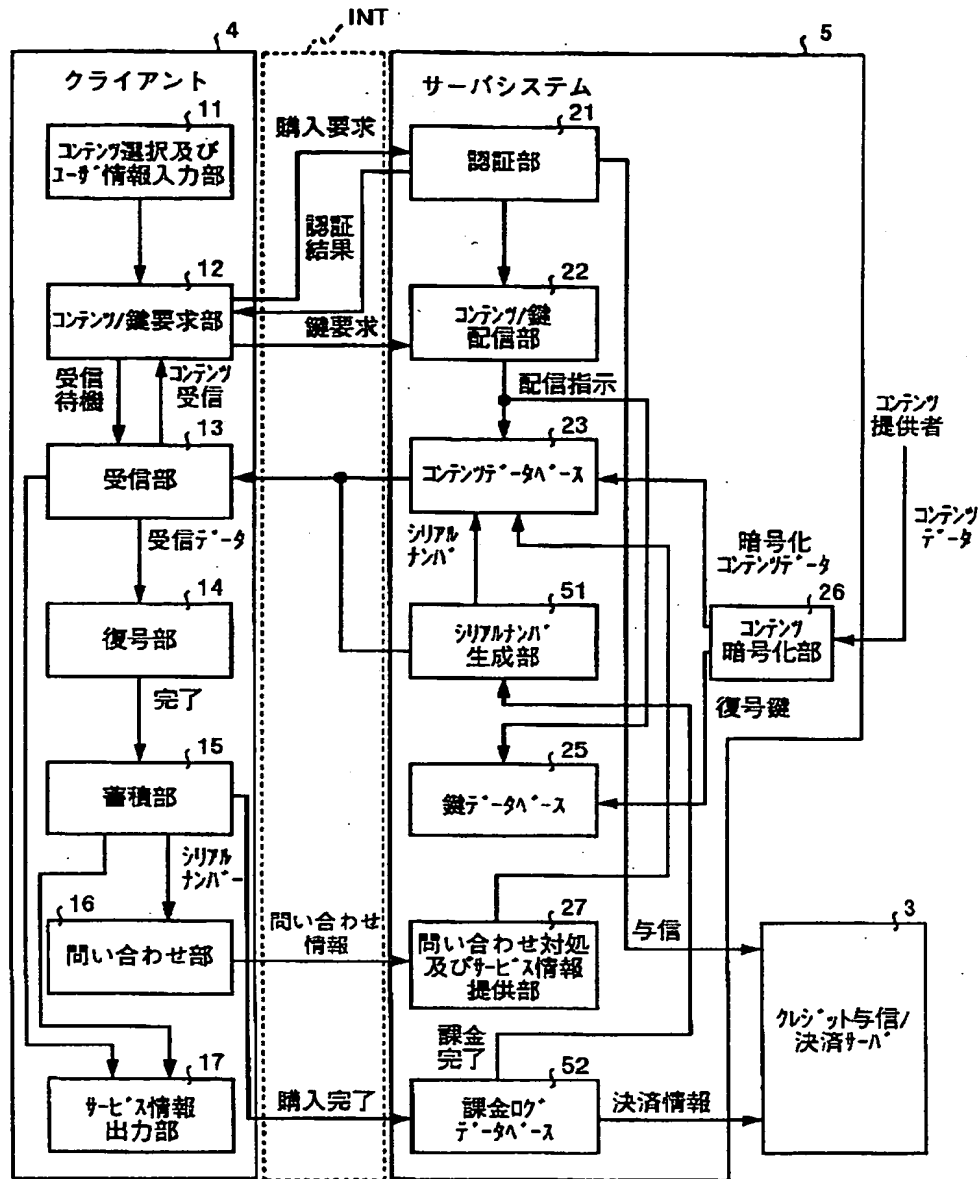 INT
4
5
クライアント
サーバシステム
11
コンテンツ選択及び
ユーザ情報入力部
購入要求
21
認証部
認証
結果
12
コンテンツ/鍵要求部
鍵要求
22
コンテンツ/鍵
配信部
受信
待機
コンテンツ
受信
配信指示
13
受信部
23
コンテンツデータベース
コンテンツ
提供者
コンテンツ
データ
受信データ
シリアル
ナンバ
暗号化
コンテンツデータ
14
復号部
51
シリアルナンバ
生成部
26
コンテンツ
暗号化部
完了
復号鍵
15
蓄積部
25
鍵データベース
シリアル
ナンバー
16
問い合わせ部
問い合わせ
情報
27
問い合わせ対処
及びサービス情報
提供部
与信
3
クレジット与信/
決済サーバ
課金
完了
17
サービス情報
出力部
購入完了
52
課金ログ
データベース
決済情報